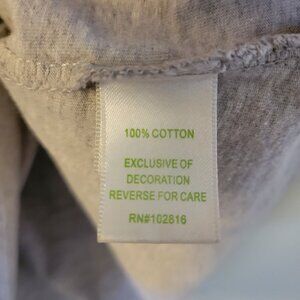 100% COTTON
EXCLUSIVE OF
DECORATION
REVERSE FOR CARE
RN#102816